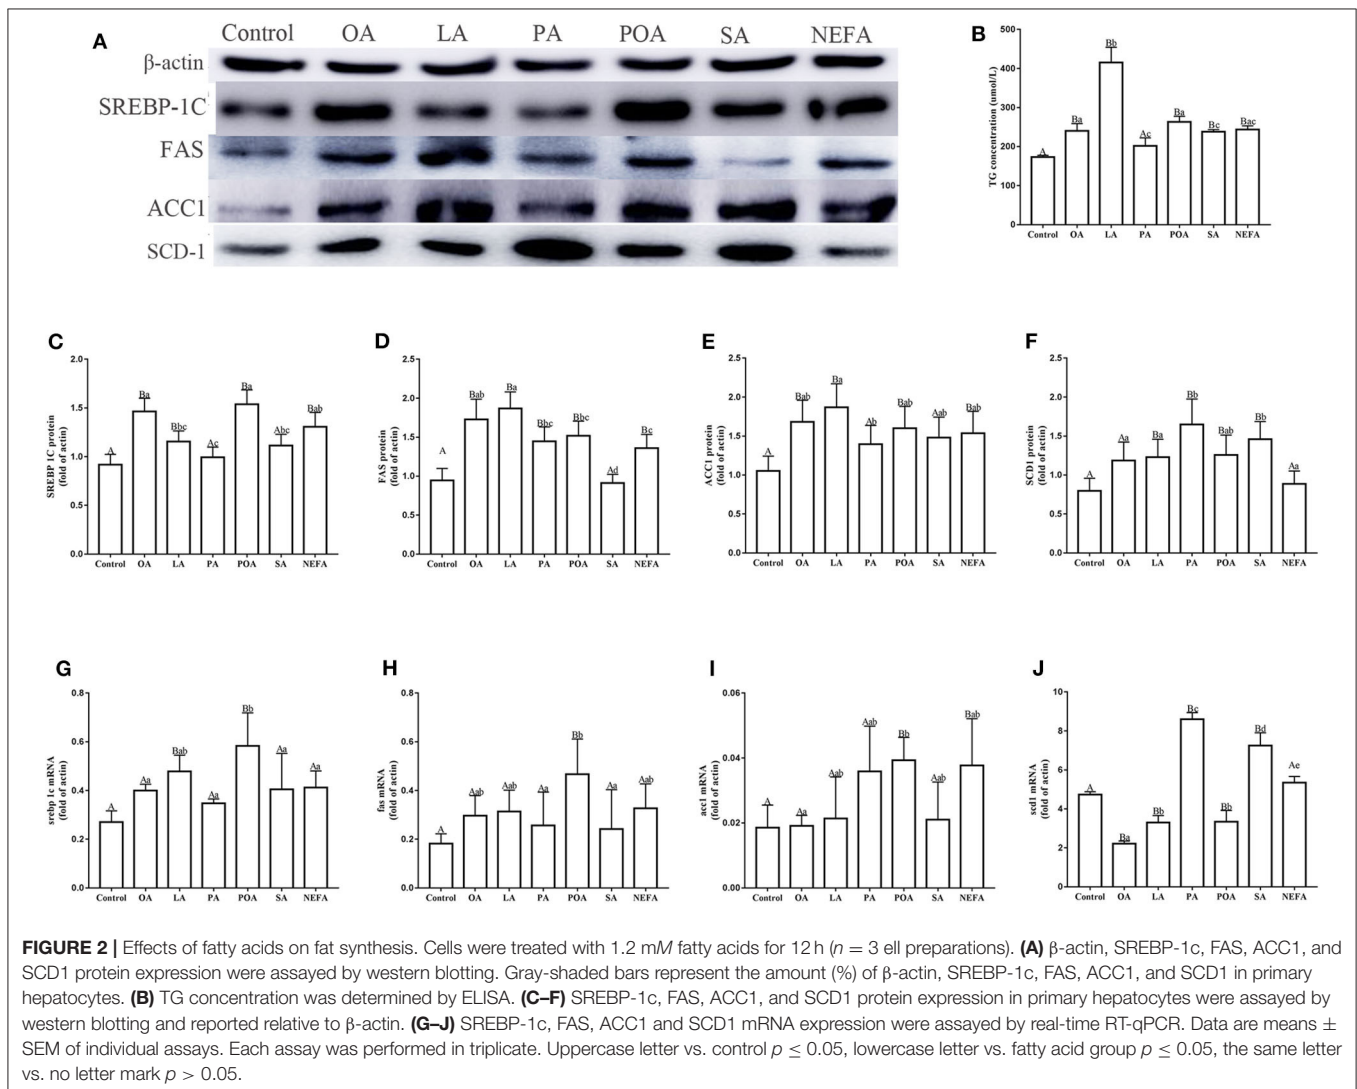 A
Control OA LA PA POA SA NEFA
β-actin
SREBP-1C
FAS
ACC1
SCD-1
B
TG concentration (umol/L)
500
400
300
200
100
0
A Ba Bb Ac Ba Bc Bac
Control OA LA PA POA SA NEFA
C
SREBP 1C protein
(fold of actin)
2.0
1.5
1.0
0.5
0.0
A Ba Bbc Ac Ba Abc Bab
Control OA LA PA POA SA NEFA
D
FAS protein
(fold of actin)
2.5
2.0
1.5
1.0
0.5
0.0
A Bab Ba Bbc Bbc Ad Bc
Control OA LA PA POA SA NEFA
E
ACC1 protein
(fold of actin)
2.5
2.0
1.5
1.0
0.5
0.0
A Bab Ba Ab Bab Aab Bab
Control OA LA PA POA SA NEFA
F
SCD1 protein
(fold of actin)
2.5
2.0
1.5
1.0
0.5
0.0
A Aa Ba Bb Bab Bb Aa
Control OA LA PA POA SA NEFA
G
srebp 1c mRNA
(fold of actin)
0.8
0.6
0.4
0.2
0.0
A Aa Bab Aa Bb Aa Aa
Control OA LA PA POA SA NEFA
H
fas mRNA
(fold of actin)
0.8
0.6
0.4
0.2
0.0
A Aab Aab Aa Bb Aa Aab
Control OA LA PA POA SA NEFA
I
acc1 mRNA
(fold of actin)
0.06
0.04
0.02
0.00
A Aa Aab Aab Bb Aab Bab
Control OA LA PA POA SA NEFA
J
scd1 mRNA
(fold of actin)
10
8
6
4
2
0
A Ba Bb Bc Bb Bd Ae
Control OA LA PA POA SA NEFA
FIGURE 2 | Effects of fatty acids on fat synthesis. Cells were treated with 1.2 mM fatty acids for 12 h (n = 3 ell preparations). (A) β-actin, SREBP-1c, FAS, ACC1, and
SCD1 protein expression were assayed by western blotting. Gray-shaded bars represent the amount (%) of β-actin, SREBP-1c, FAS, ACC1, and SCD1 in primary
hepatocytes. (B) TG concentration was determined by ELISA. (C–F) SREBP-1c, FAS, ACC1, and SCD1 protein expression in primary hepatocytes were assayed by
western blotting and reported relative to β-actin. (G–J) SREBP-1c, FAS, ACC1 and SCD1 mRNA expression were assayed by real-time RT-qPCR. Data are means ±
SEM of individual assays. Each assay was performed in triplicate. Uppercase letter vs. control p ≤ 0.05, lowercase letter vs. fatty acid group p ≤ 0.05, the same letter
vs. no letter mark p > 0.05.